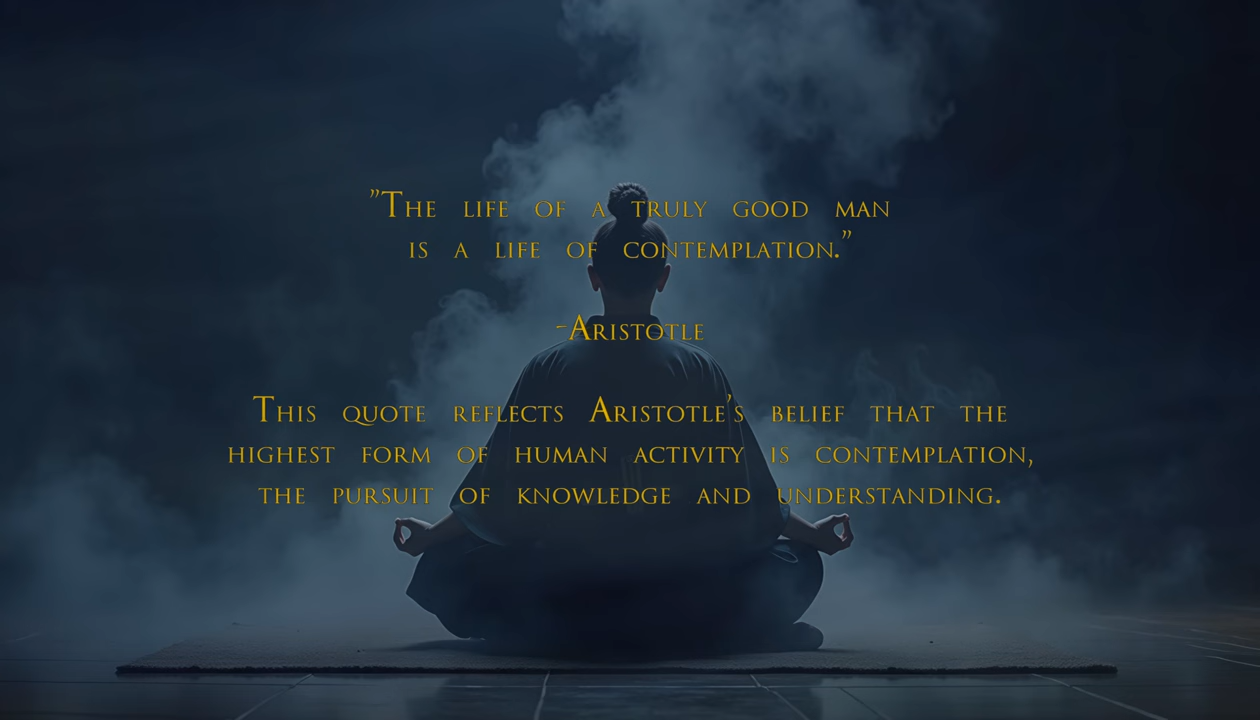 ”The life of a truly good man
is a life of contemplation.”
-Aristotle
This quote reflects Aristotle's belief that the
highest form of human activity is contemplation,
the pursuit of knowledge and understanding.